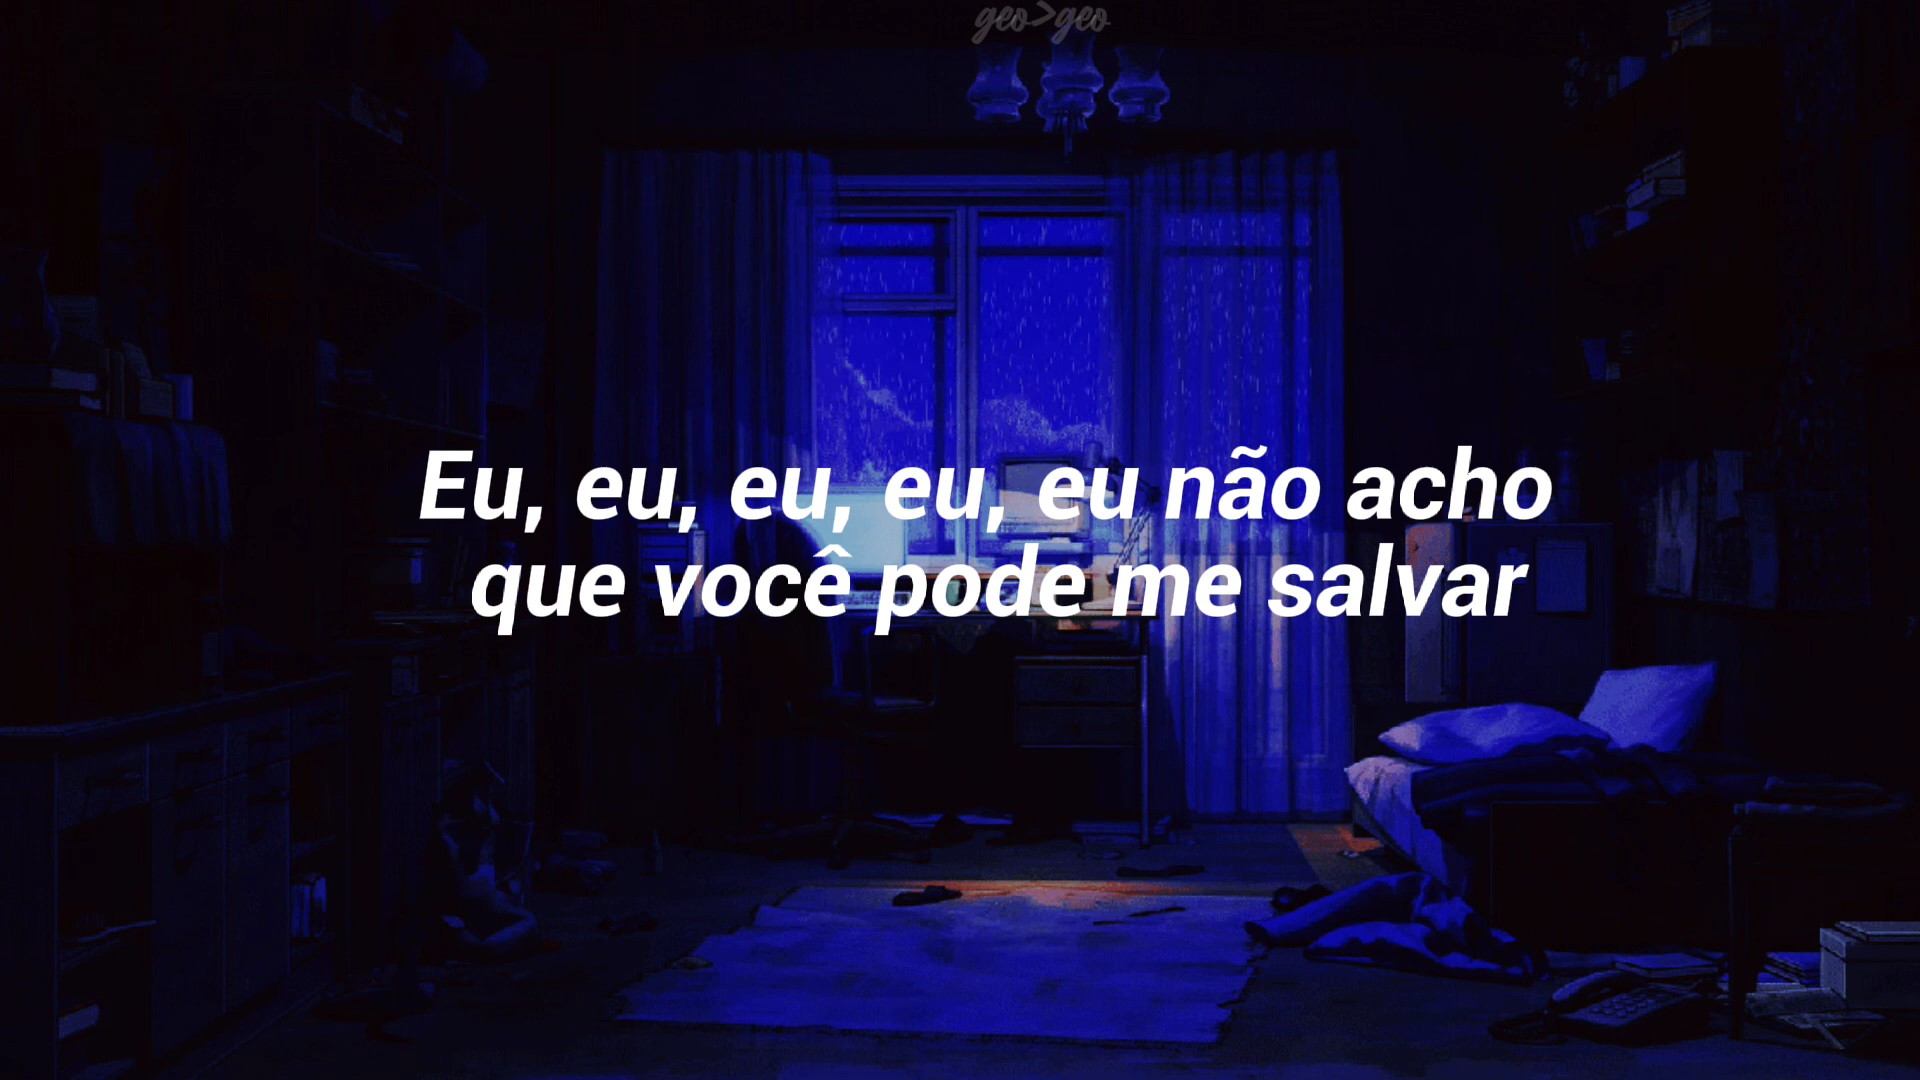 geo>geo
Eu, eu, eu, eu, eu não acho
que você pode me salvar